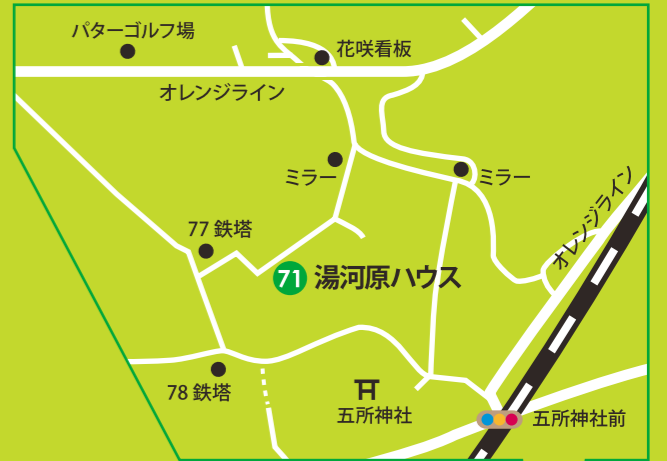 パターゴルフ場
花咲看板
オレンジライン
ミラー
ミラー
オレンジライン
77 鉄塔
71 湯河原ハウス
78 鉄塔
五所神社
五所神社前